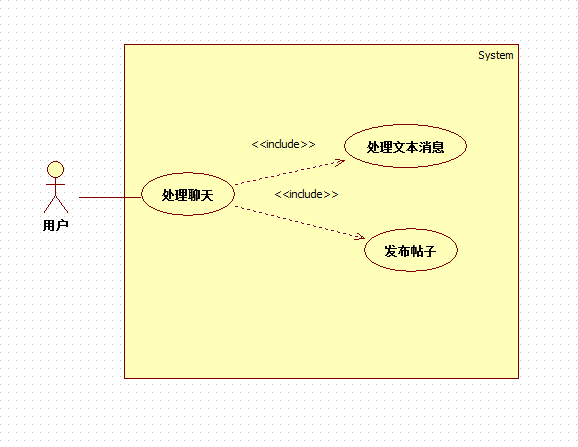 System
<<include>>
处理文本消息
处理聊天
<<include>>
用户
发布帖子